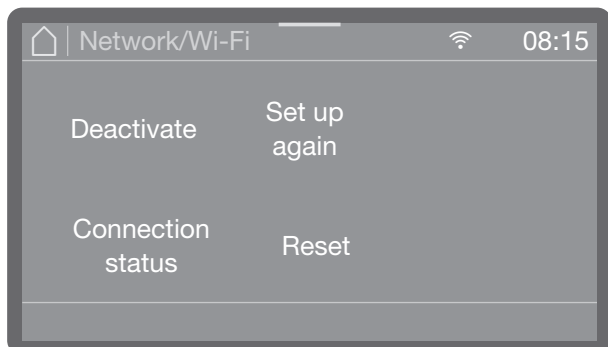 Network/Wi-Fi 08:15
Deactivate
Set up
again
Connection
status
Reset